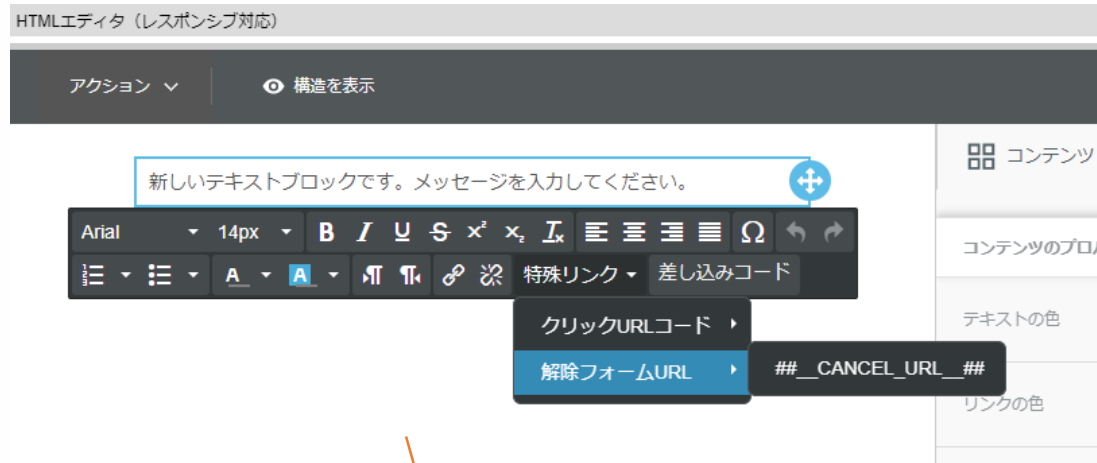 HTMLエディタ（レスポンシブ対応）
アクション
構造を表示
コンテンツ
新しいテキストブロックです。メッセージを入力してください。
Arial 14px B I U S x² x₂ Tx Ω
コンテンツのプロ
A A 特殊リンク 差し込みコード
テキストの色
クリックURLコード
解除フォームURL
##__CANCEL_URL__##
リンクの色